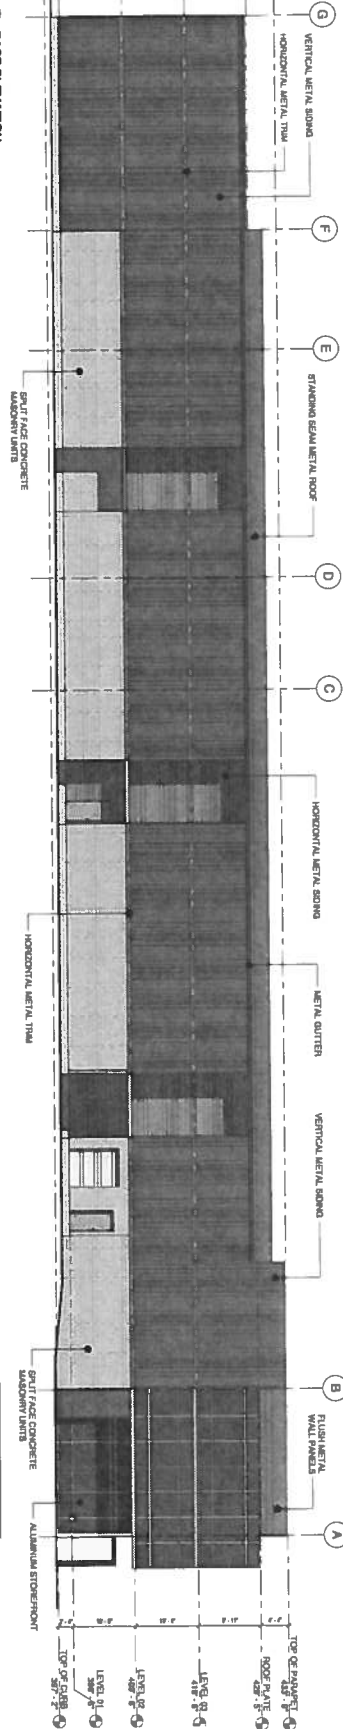 G
F
E
D
C
B
A
VERTICAL METAL SIDING
HORIZONTAL METAL TRIM
STANDING SEAM METAL ROOF
HORIZONTAL METAL SIDING
METAL GUTTER
VERTICAL METAL SIDING
FLUSH METAL
WALL PANELS
SPLIT FACE CONCRETE
MASONRY UNITS
HORIZONTAL METAL TRIM
SPLIT FACE CONCRETE
MASONRY UNITS
ALUMINUM STOREFRONT
TOP OF PARAPET
ROOF PLATE
LEVEL 03
LEVEL 02
LEVEL 01
TOP OF CURB